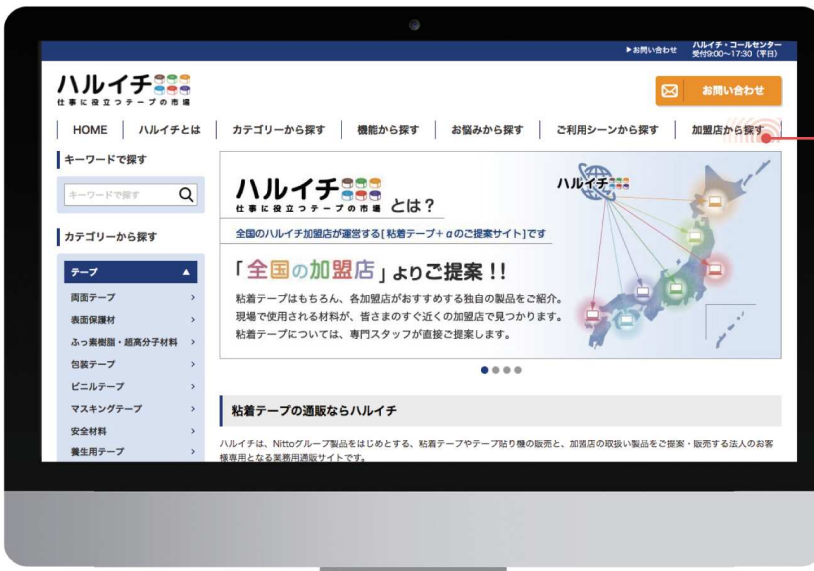 ▶お問い合わせ
ハルイチ・コールセンター
受付9:00〜17:30（平日）
ハルイチ
仕事に役立つテープの市場
お問い合わせ
HOME
ハルイチとは
カテゴリーから探す
機能から探す
お悩みから探す
ご利用シーンから探す
加盟店から探す
キーワードで探す
キーワードで探す
カテゴリーから探す
テープ ▲
両面テープ ›
表面保護材 ›
ふっ素樹脂・超高分子材料 ›
包装テープ ›
ビニルテープ ›
マスキングテープ ›
安全材料 ›
養生用テープ ›
ハルイチ
仕事に役立つテープの市場 とは？
全国のハルイチ加盟店が運営する[粘着テープ+αのご提案サイト]です
「全国の加盟店」よりご提案！！
粘着テープはもちろん、各加盟店がおすすめする独自の製品をご紹介。
現場で使用される材料が、皆さまのすぐ近くの加盟店で見つかります。
粘着テープについては、専門スタッフが直接ご提案します。
ハルイチ
粘着テープの通販ならハルイチ
ハルイチは、Nittoグループ製品をはじめとする、粘着テープやテープ貼り機の販売と、加盟店の取扱い製品をご提案・販売する法人のお客
様専用となる業務用通販サイトです。